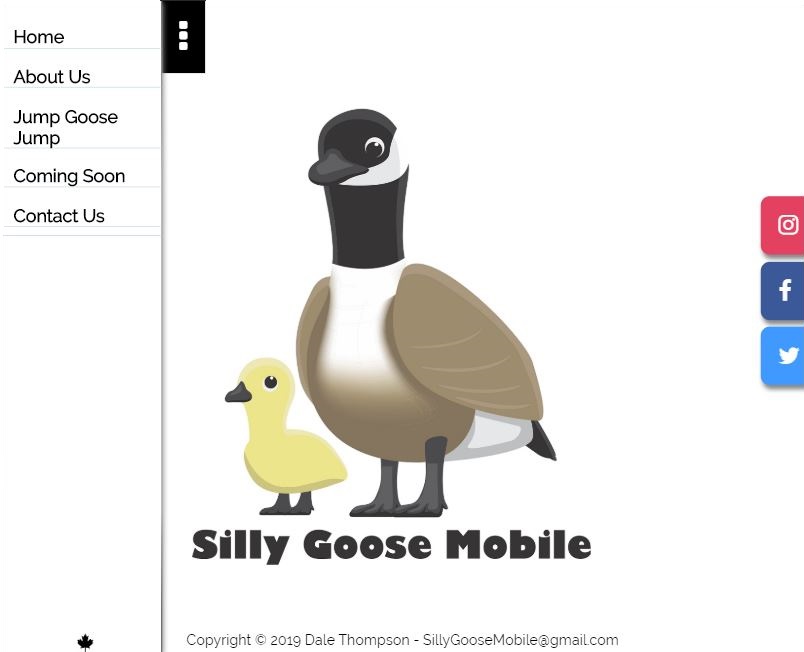 Home
About Us
Jump Goose
Jump
Coming Soon
Contact Us
Silly Goose Mobile
Copyright © 2019 Dale Thompson - SillyGooseMobile@gmail.com